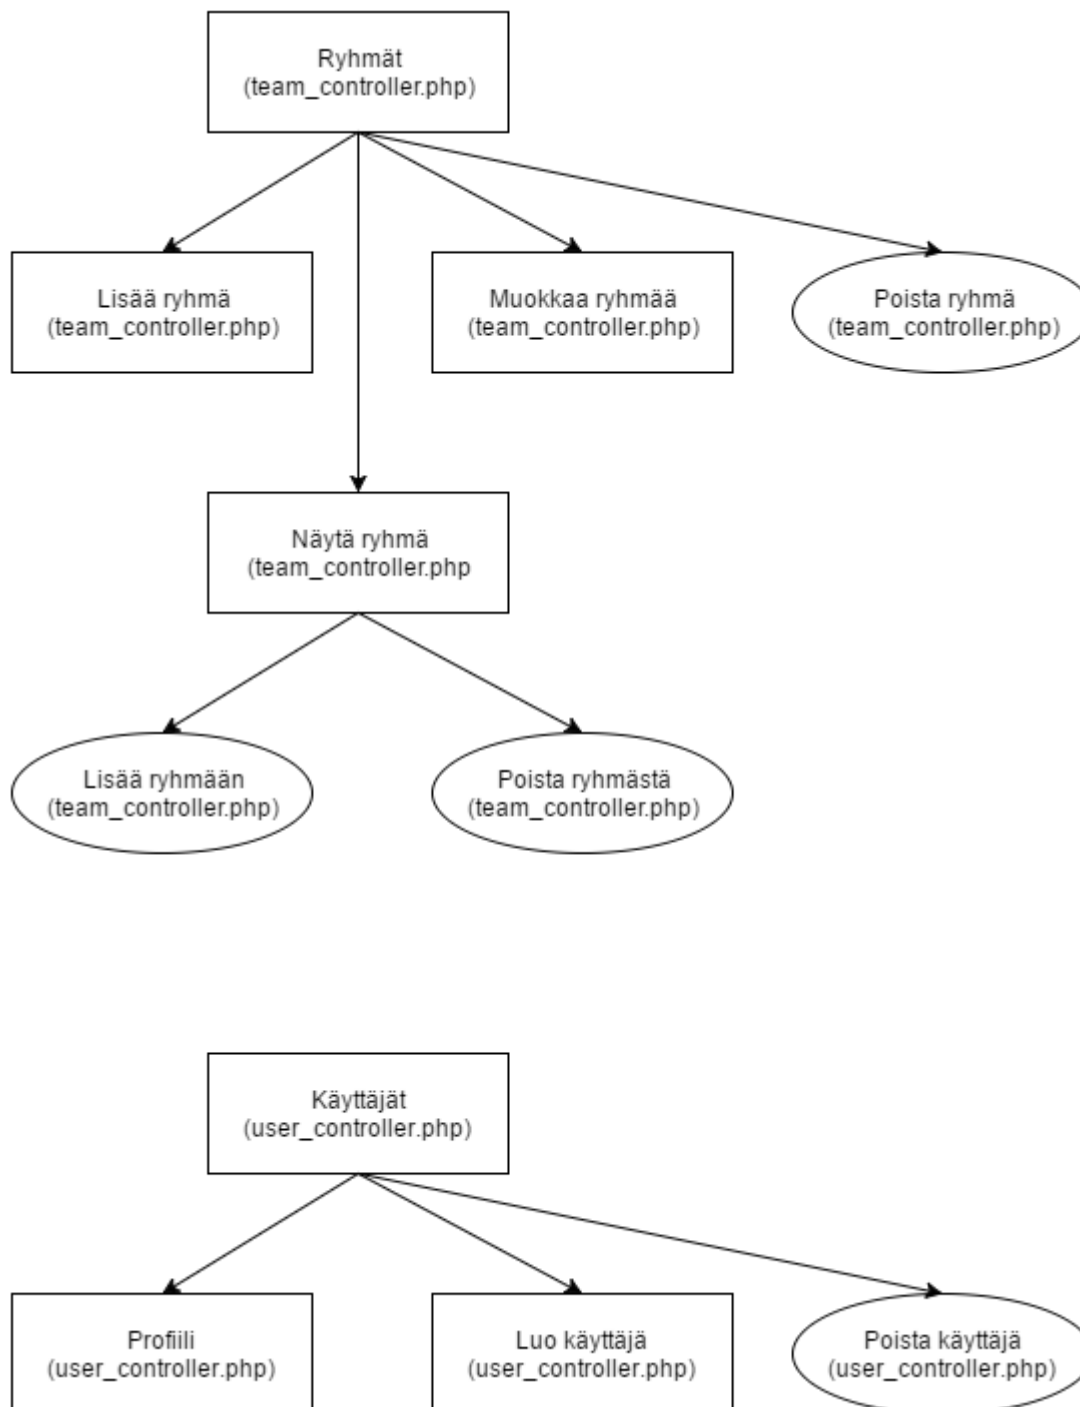 Ryhmät
(team_controller.php)
Lisää ryhmä
(team_controller.php)
Muokkaa ryhmää
(team_controller.php)
Poista ryhmä
(team_controller.php)
Näytä ryhmä
(team_controller.php
Lisää ryhmään
(team_controller.php)
Poista ryhmästä
(team_controller.php)
Käyttäjät
(user_controller.php)
Profiili
(user_controller.php)
Luo käyttäjä
(user_controller.php)
Poista käyttäjä
(user_controller.php)